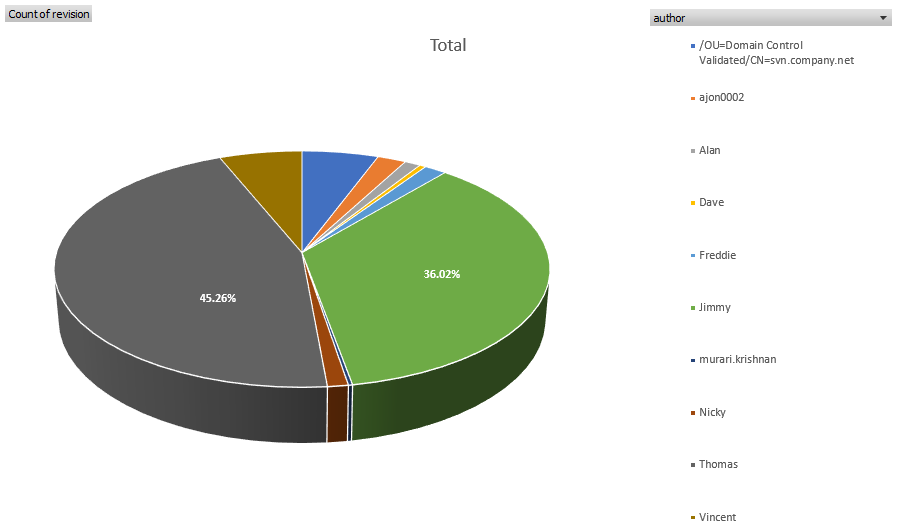 Count of revision
author
Total
/OU=Domain Control
Validated/CN=svn.company.net
ajon0002
Alan
Dave
Freddie
36.02%
45.26%
Jimmy
murari.krishnan
Nicky
Thomas
Vincent